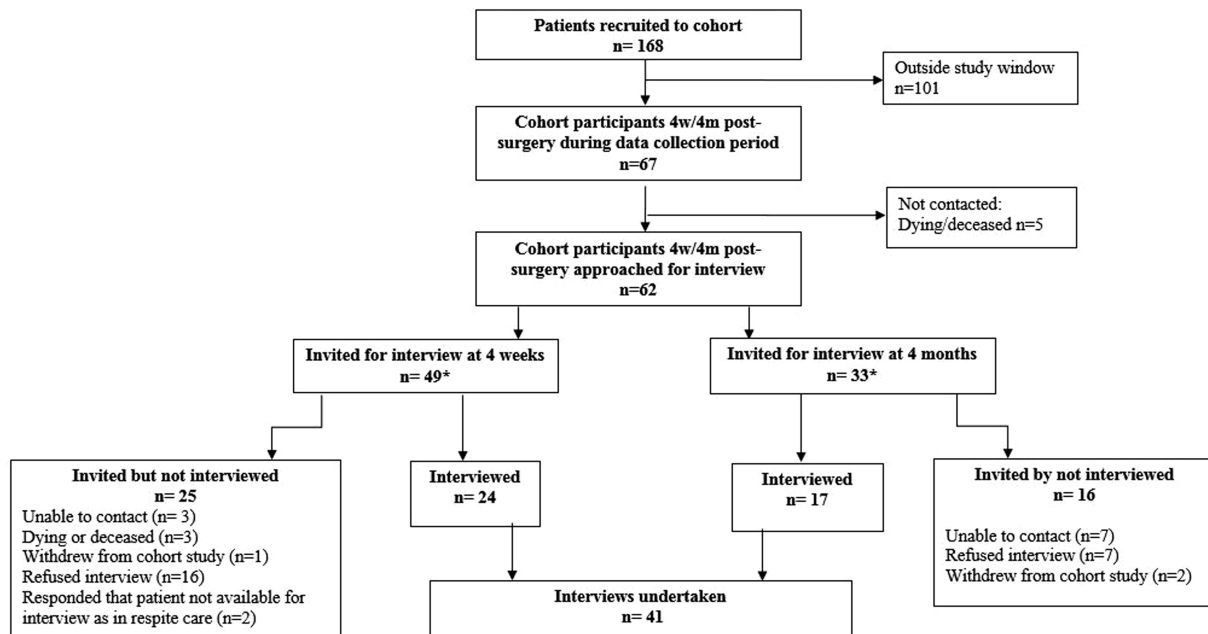 Patients recruited to cohort
n= 168
Outside study window
n=101
Cohort participants 4w/4m post-
surgery during data collection period
n=67
Not contacted:
Dying/deceased n=5
Cohort participants 4w/4m post-
surgery approached for interview
n=62
Invited for interview at 4 weeks
n= 49*
Invited for interview at 4 months
n= 33*
Invited but not interviewed
n= 25
Unable to contact (n= 3)
Dying or deceased (n=3)
Withdrew from cohort study (n=1)
Refused interview (n=16)
Responded that patient not available for
interview as in respite care (n=2)
Interviewed
n= 24
Interviewed
n= 17
Invited by not interviewed
n= 16
Unable to contact (n=7)
Refused interview (n=7)
Withdrew from cohort study (n=2)
Interviews undertaken
n= 41